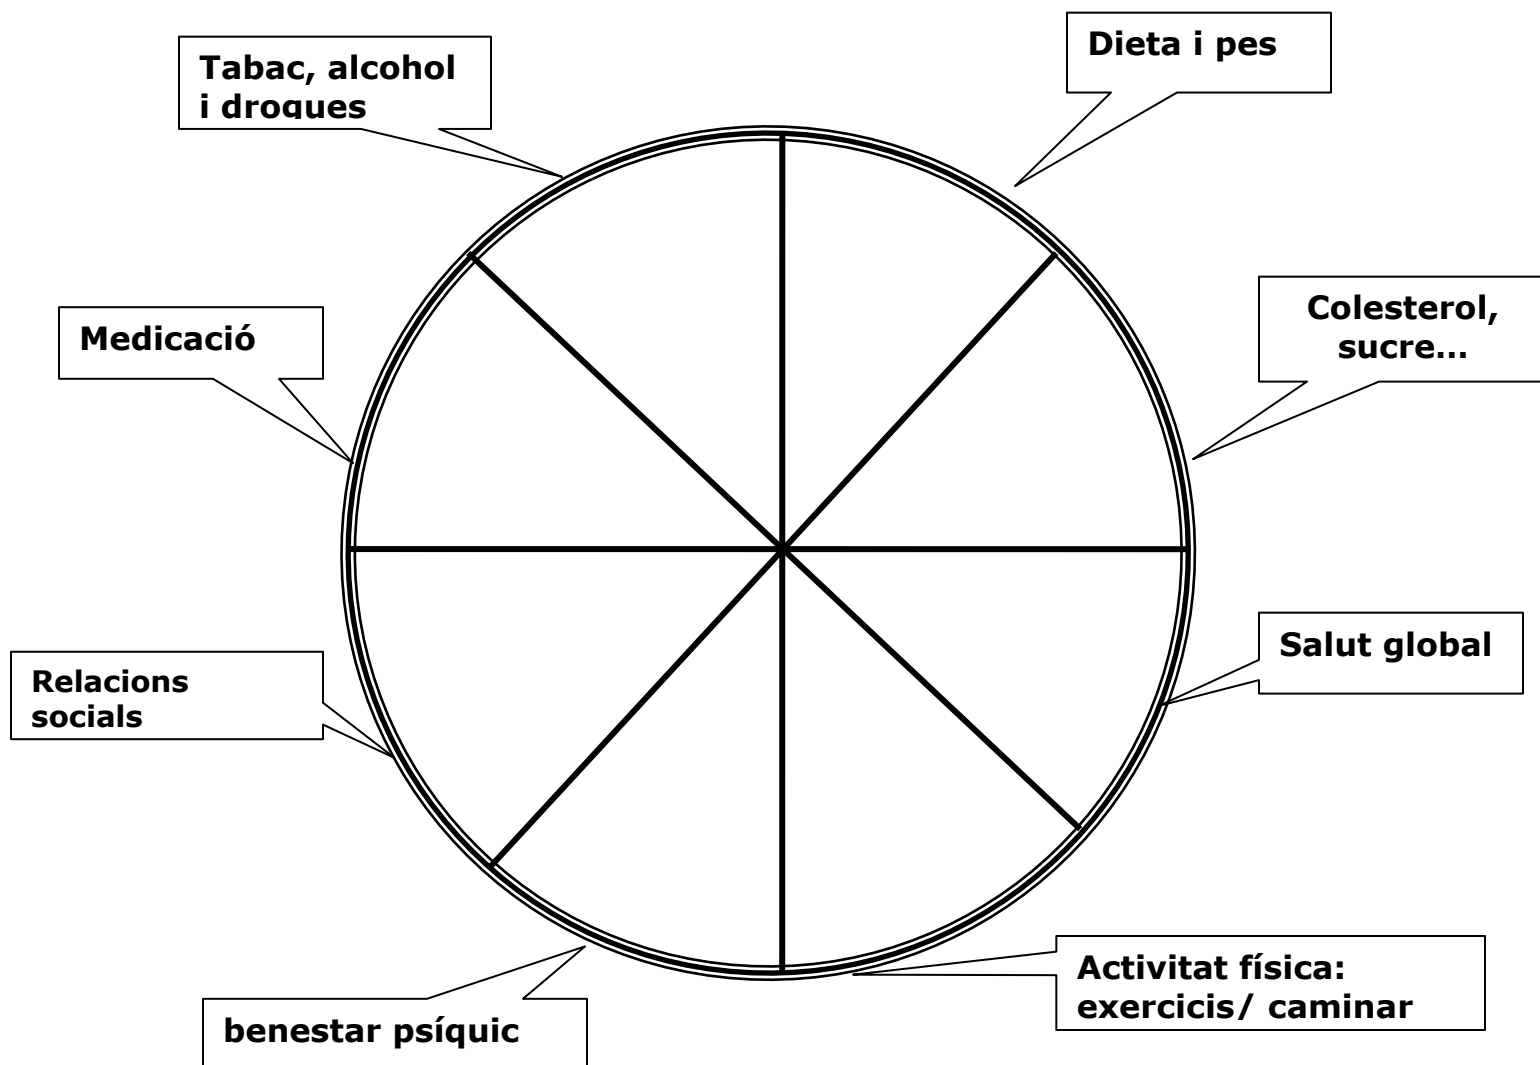 Tabac, alcohol
i drogues
Dieta i pes
Medicació
Colesterol,
sucre…
Relacions
socials
Salut global
benestar psíquic
Activitat física:
exercicis/ caminar